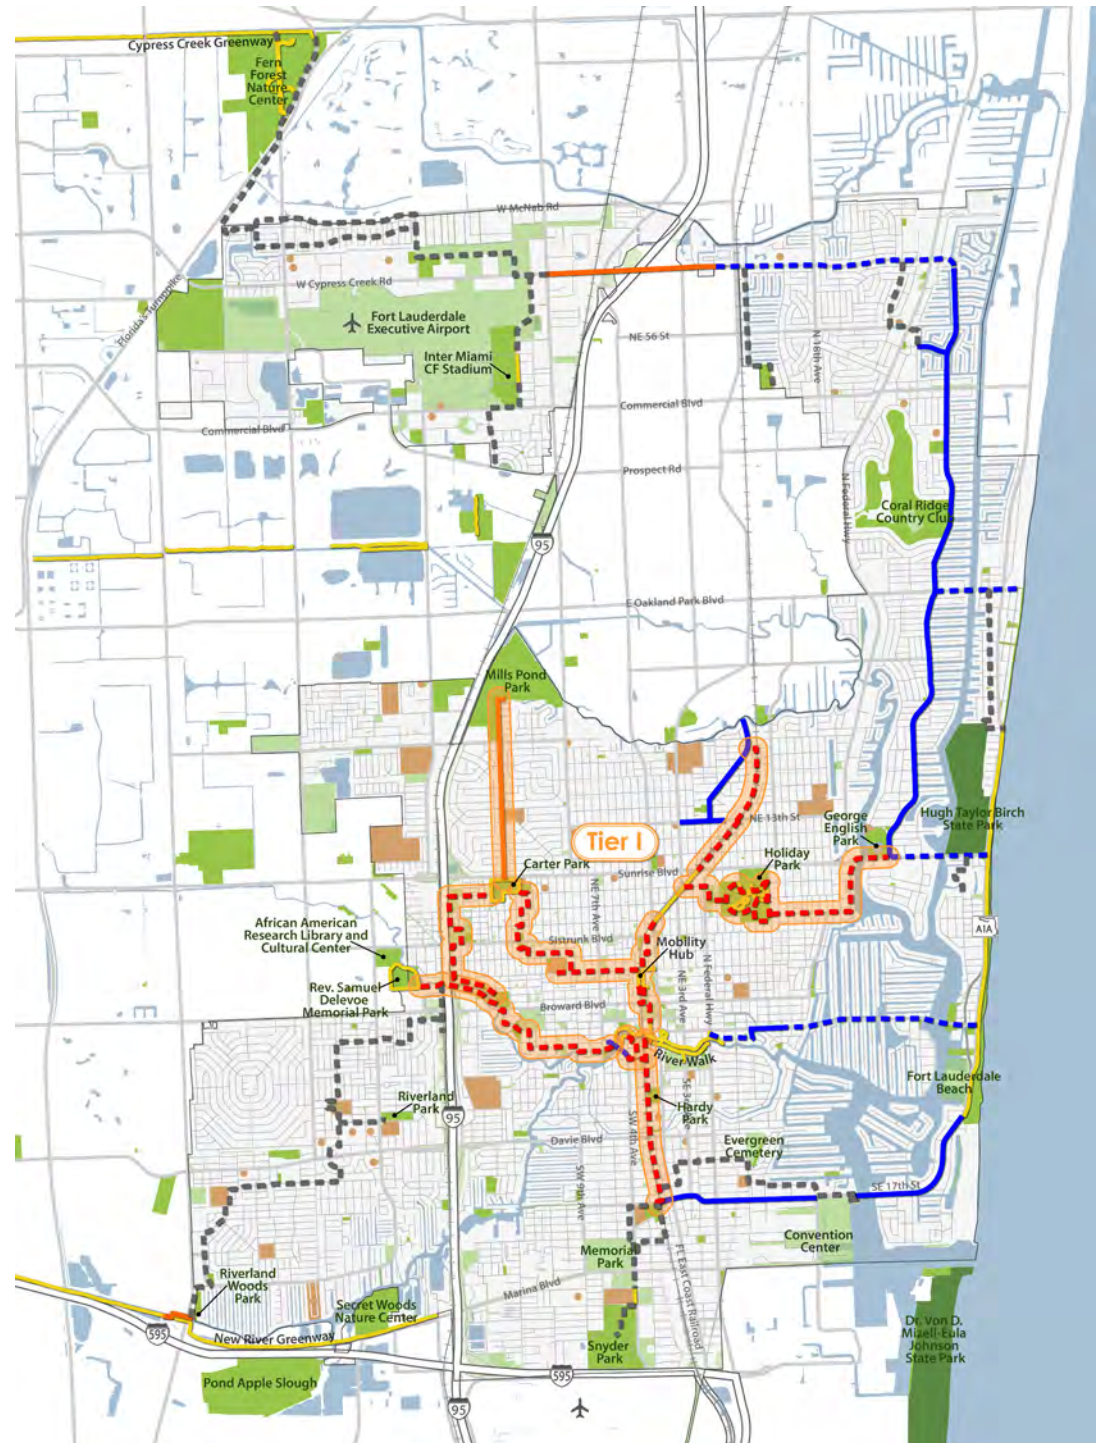 Cypress Creek Greenway
Fern
Forest
Nature
Center
W McNab Rd
W Cypress Creek Rd
Florida's Turnpike
Fort Lauderdale
Executive Airport
NE 56 St
N 18th Ave
Inter Miami
CF Stadium
Commercial Blvd
Commercial Blvd
Prospect Rd
N Federal Hwy
Coral Ridge
Country Club
95
E Oakland Park Blvd
Mills Pond
Park
NE 13th St
George
English
Park
Hugh Taylor Birch
State Park
Tier I
Holiday
Park
Carter Park
Sunrise Blvd
NE 7th Ave
African American
Research Library and
Cultural Center
Sistrunk Blvd
Mobility
Hub
A1A
Rev. Samuel
Delevoe
Memorial Park
NE 3rd Ave
N Federal Hwy
Broward Blvd
River Walk
Fort Lauderdale
Beach
Riverland
Park
95
Hardy
Park
SW 4th Ave
Davie Blvd
Evergreen
Cemetery
SW 9th Ave
SE 17th St
Convention
Center
Memorial
Park
FL East Coast Railroad
Riverland
Woods
Park
Marina Blvd
Secret Woods
Nature Center
595
New River Greenway
Snyder
Park
Dr. Von D.
Mizell-Eula
Johnson
State Park
595
Pond Apple Slough
95